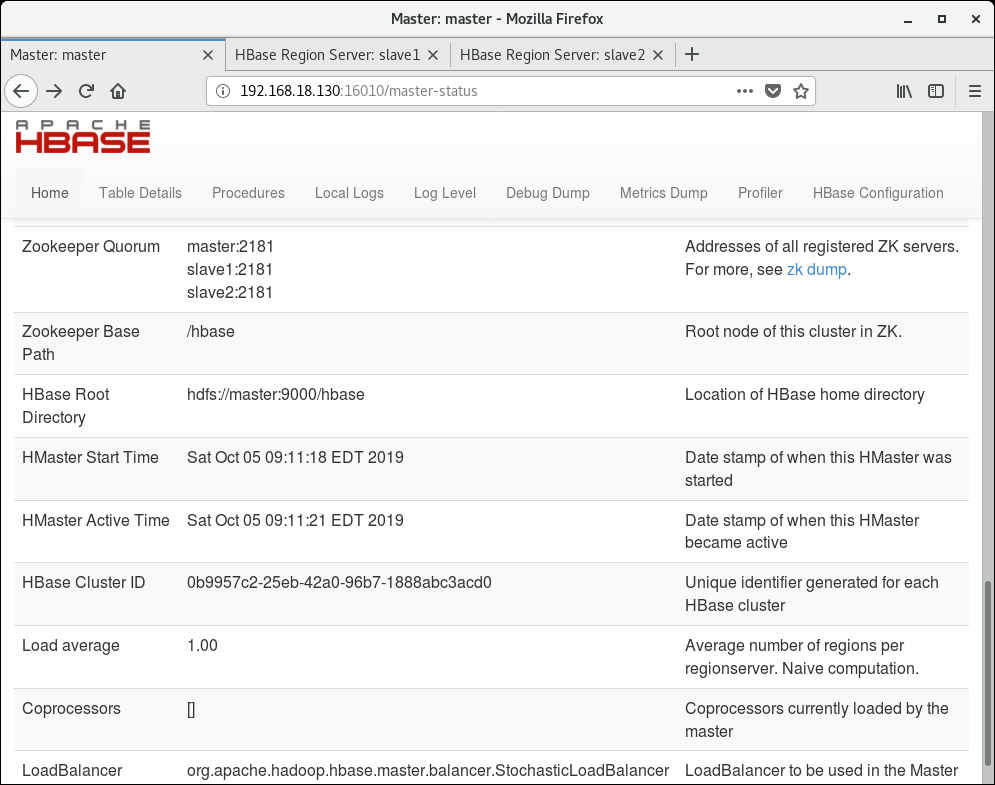 Master: master - Mozilla Firefox
Master: master
HBase Region Server: slave1
HBase Region Server: slave2
192.168.18.130:16010/master-status
APACHE
HBASE
Home Table Details Procedures Local Logs Log Level Debug Dump Metrics Dump Profiler HBase Configuration
Zookeeper Quorum
master:2181
slave1:2181
slave2:2181
Addresses of all registered ZK servers.
For more, see zk dump.
Zookeeper Base
Path
/hbase
Root node of this cluster in ZK.
HBase Root
Directory
hdfs://master:9000/hbase
Location of HBase home directory
HMaster Start Time
Sat Oct 05 09:11:18 EDT 2019
Date stamp of when this HMaster was
started
HMaster Active Time
Sat Oct 05 09:11:21 EDT 2019
Date stamp of when this HMaster
became active
HBase Cluster ID
0b9957c2-25eb-42a0-96b7-1888abc3acd0
Unique identifier generated for each
HBase cluster
Load average
1.00
Average number of regions per
regionserver. Naive computation.
Coprocessors
[]
Coprocessors currently loaded by the
master
LoadBalancer
org.apache.hadoop.hbase.master.balancer.StochasticLoadBalancer
LoadBalancer to be used in the Master